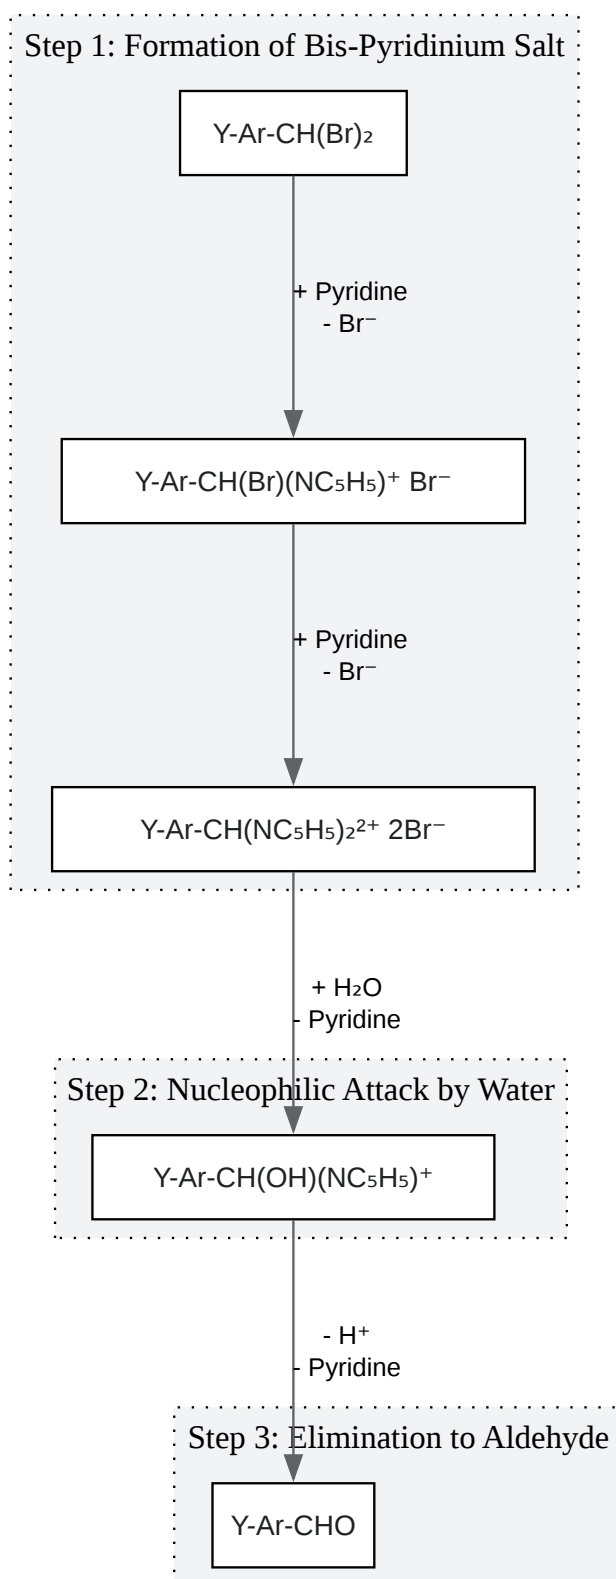 Step 1: Formation of Bis-Pyridinium Salt
Y-Ar-CH(Br)₂
+ Pyridine
- Br⁻
Y-Ar-CH(Br)(NC₅H₅)⁺ Br⁻
+ Pyridine
- Br⁻
Y-Ar-CH(NC₅H₅)₂²⁺ 2Br⁻
+ H₂O
- Pyridine
Step 2: Nucleophilic Attack by Water
Y-Ar-CH(OH)(NC₅H₅)⁺
- H⁺
- Pyridine
Step 3: Elimination to Aldehyde
Y-Ar-CHO